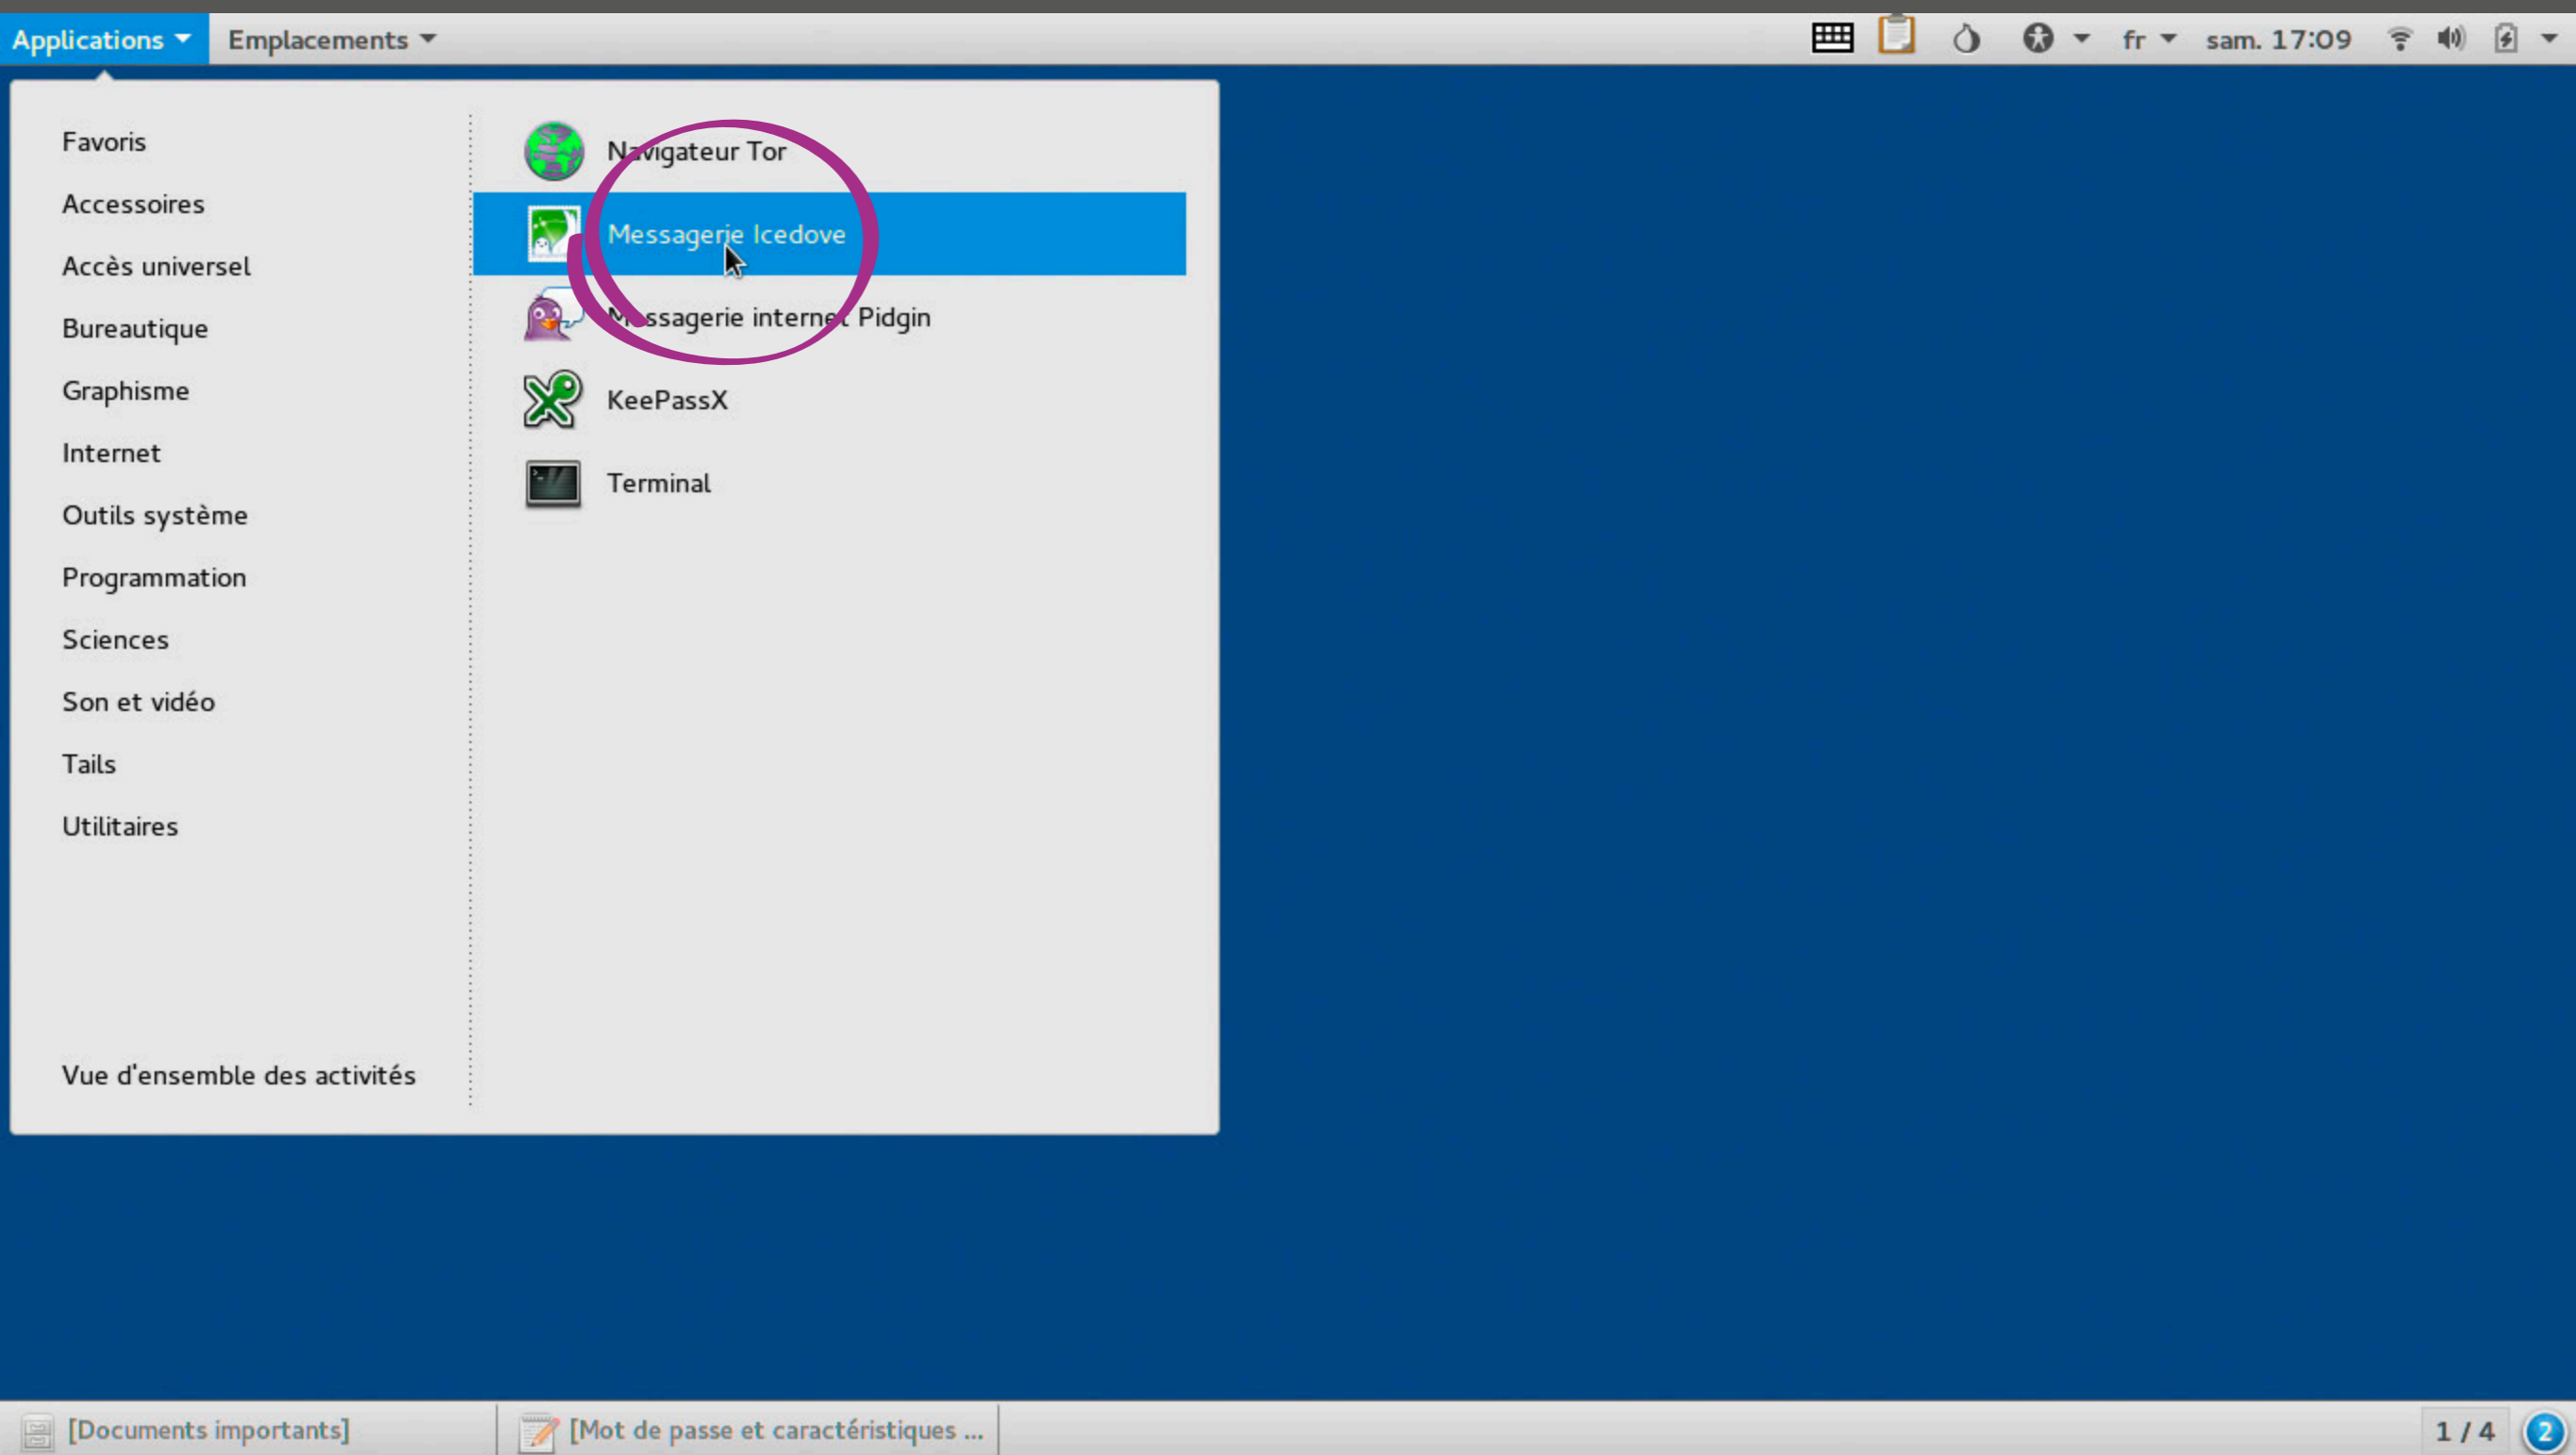 Applications
Emplacements
fr
sam. 17:09
Favoris
Accessoires
Accès universel
Bureautique
Graphisme
Internet
Outils système
Programmation
Sciences
Son et vidéo
Tails
Utilitaires
Vue d'ensemble des activités
Navigateur Tor
Messagerie Icedove
Messagerie internet Pidgin
KeePassX
Terminal
[Documents importants]
[Mot de passe et caractéristiques ...
1 / 4
2